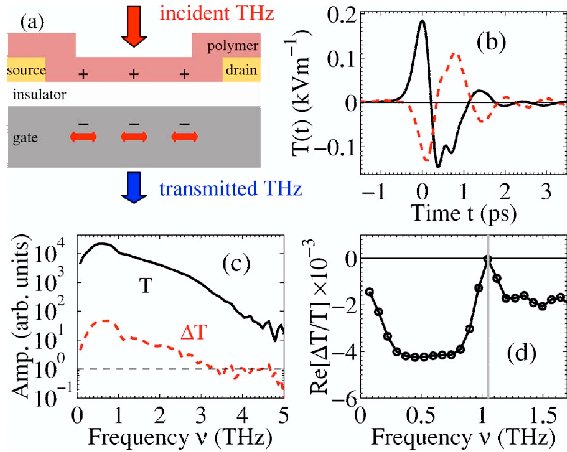 (a)
incident THz
polymer
source
+ + +
drain
insulator
gate
− − −
transmitted THz
(b)
T(t) (kVm⁻¹)
0.2
0.1
0
−0.1
−1 0 1 2 3
Time t (ps)
(c)
Amp. (arb. units)
10⁴
10³
10²
10¹
10⁰
10⁻¹
T
ΔT
0 1 2 3 4 5
Frequency ν (THz)
(d)
Re[ΔT/T] ×10⁻³
0
−2
−4
−6
0 0.5 1 1.5
Frequency ν (THz)